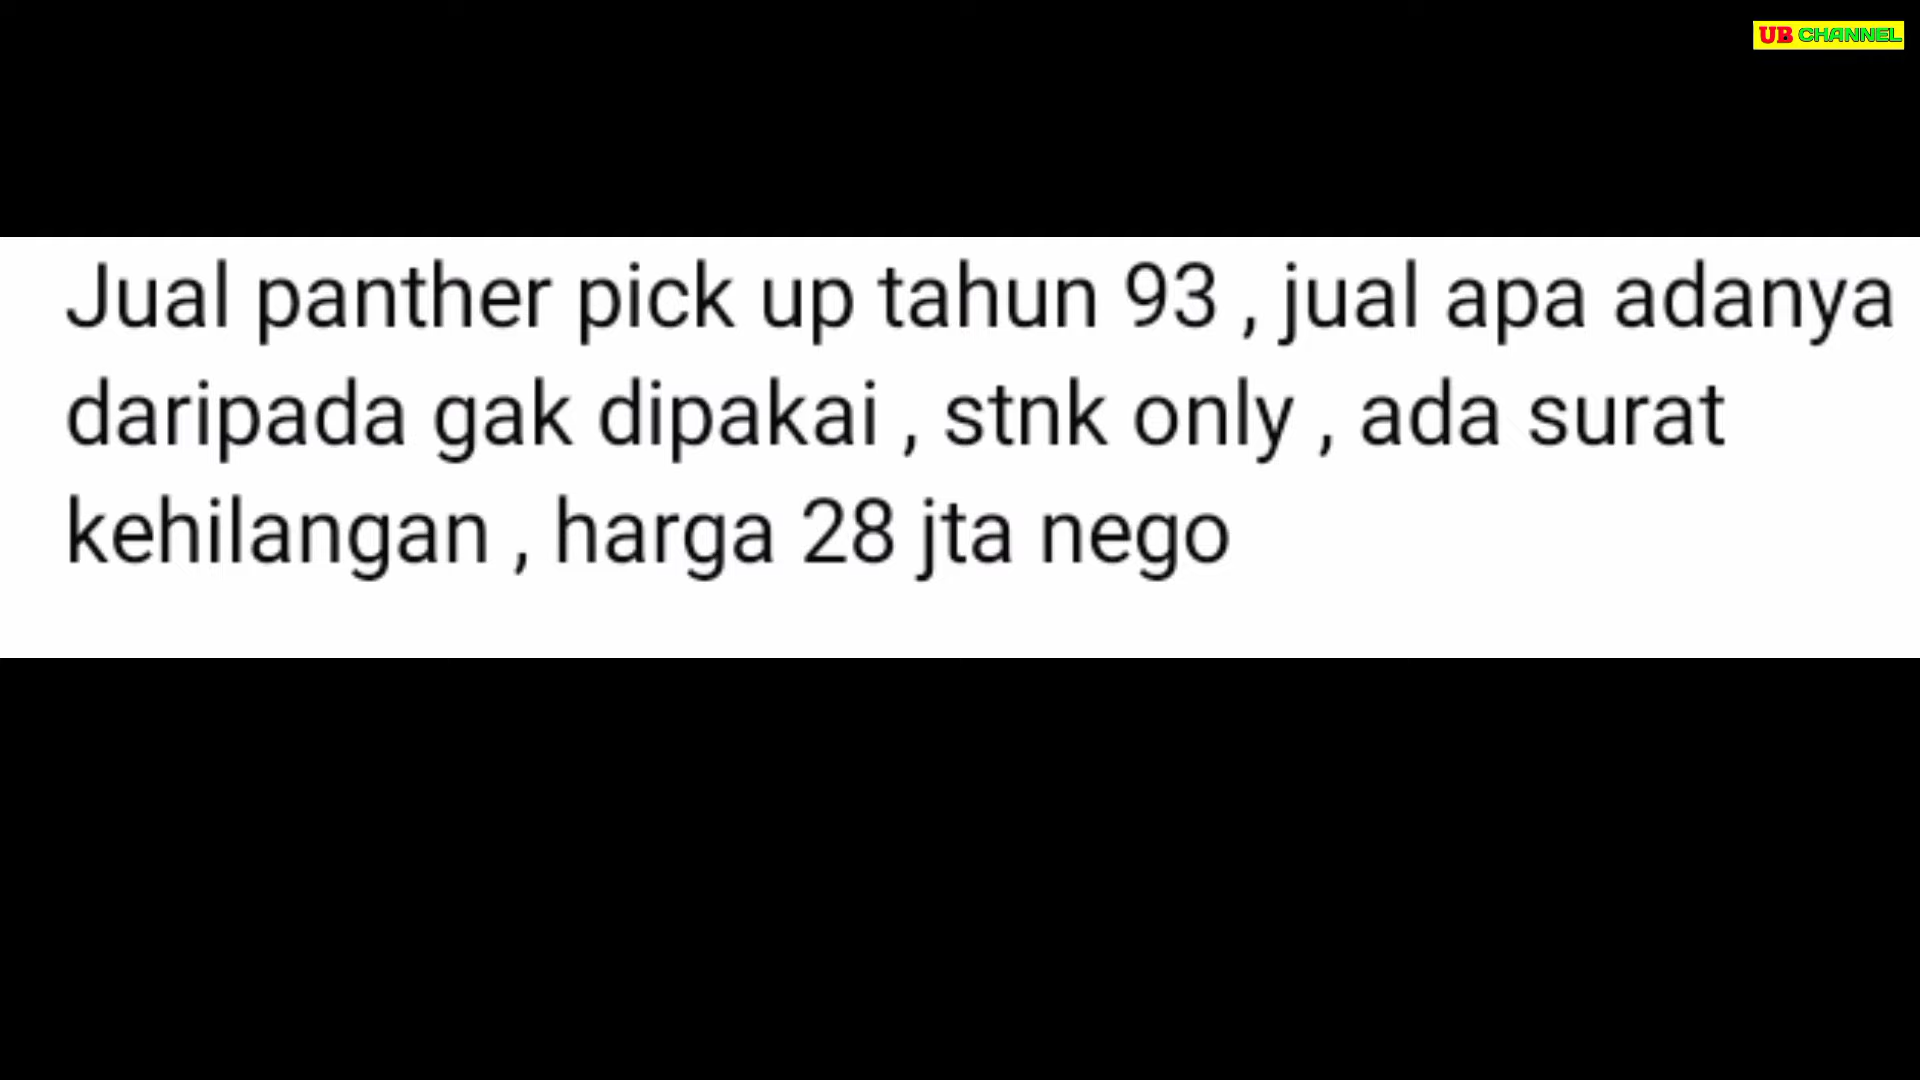 UB CHANNEL
Jual panther pick up tahun 93 , jual apa adanya
daripada gak dipakai , stnk only , ada surat
kehilangan , harga 28 jta nego